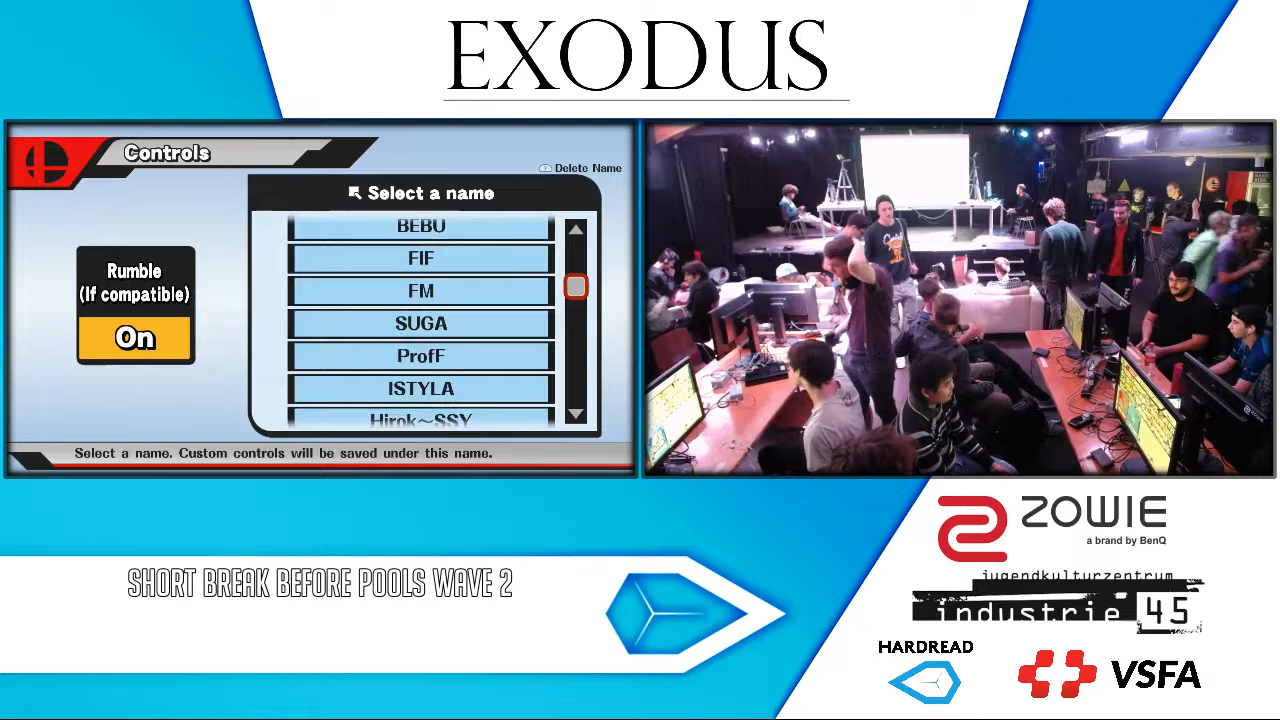 EXODUS
Controls
Delete Name
Select a name
BEBU
FIF
FM
SUGA
ProfF
ISTYLA
Hirok~SSY
Rumble
(If compatible)
On
Select a name. Custom controls will be saved under this name.
SHORT BREAK BEFORE POOLS WAVE 2
ZOWIE
a brand by BenQ
jugendkulturzentrum
industrie 45
HARDREAD
VSFA